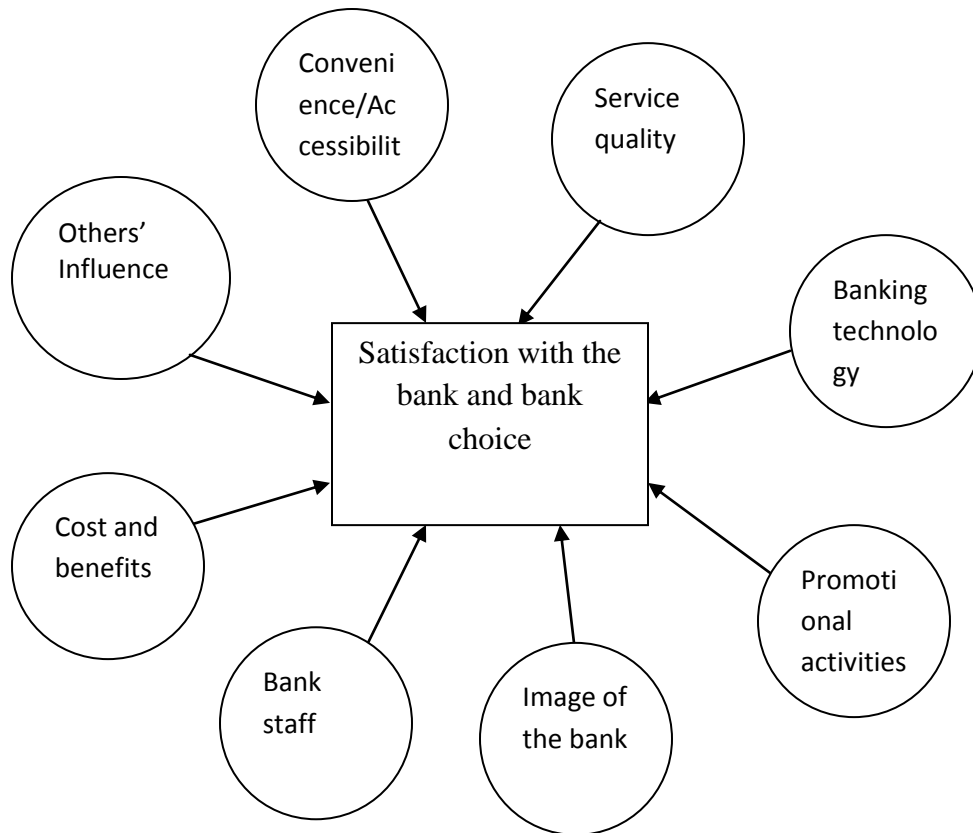 Conveni
ence/Ac
cessibilit
Service
quality
Others’
Influence
Banking
technolo
gy
Satisfaction with the
bank and bank
choice
Cost and
benefits
Promoti
onal
activities
Bank
staff
Image of
the bank